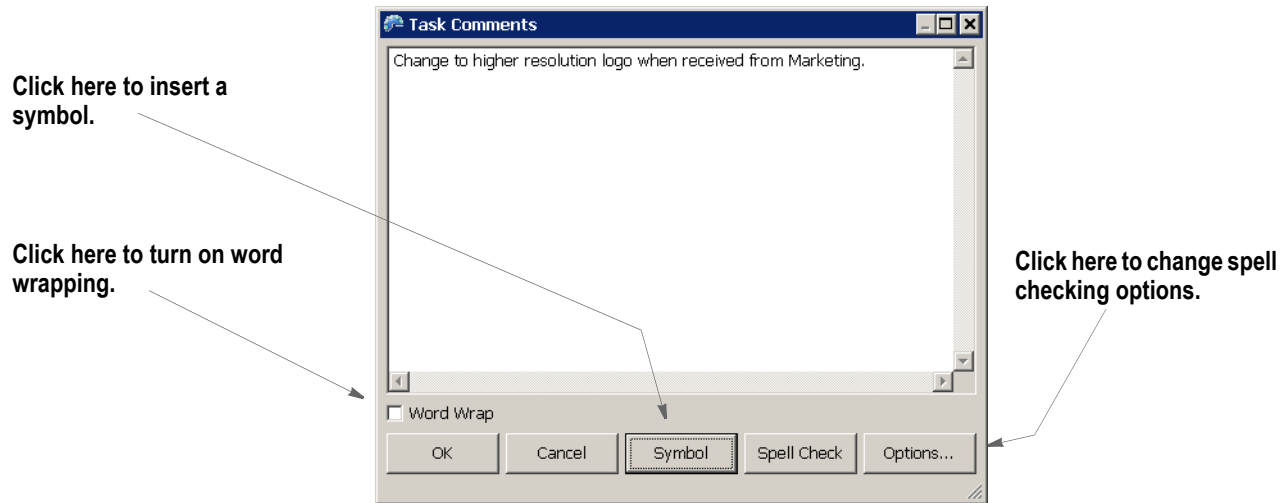 Task Comments
Change to higher resolution logo when received from Marketing.
Click here to insert a
symbol.
Click here to turn on word
wrapping.
Click here to change spell
checking options.
Word Wrap
OK Cancel Symbol Spell Check Options...